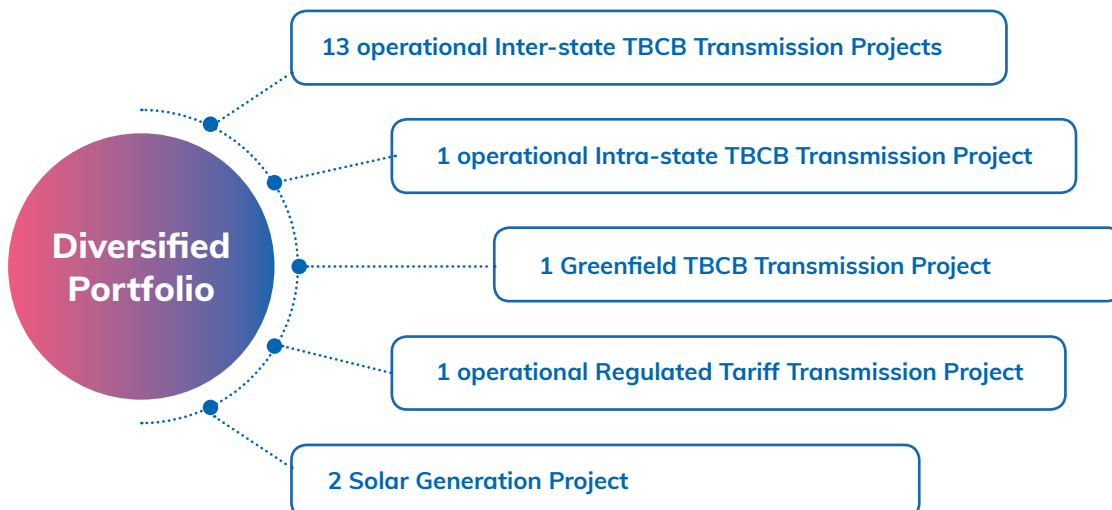 13 operational Inter-state TBCB Transmission Projects
1 operational Intra-state TBCB Transmission Project
Diversified
Portfolio
1 Greenfield TBCB Transmission Project
1 operational Regulated Tariff Transmission Project
2 Solar Generation Project